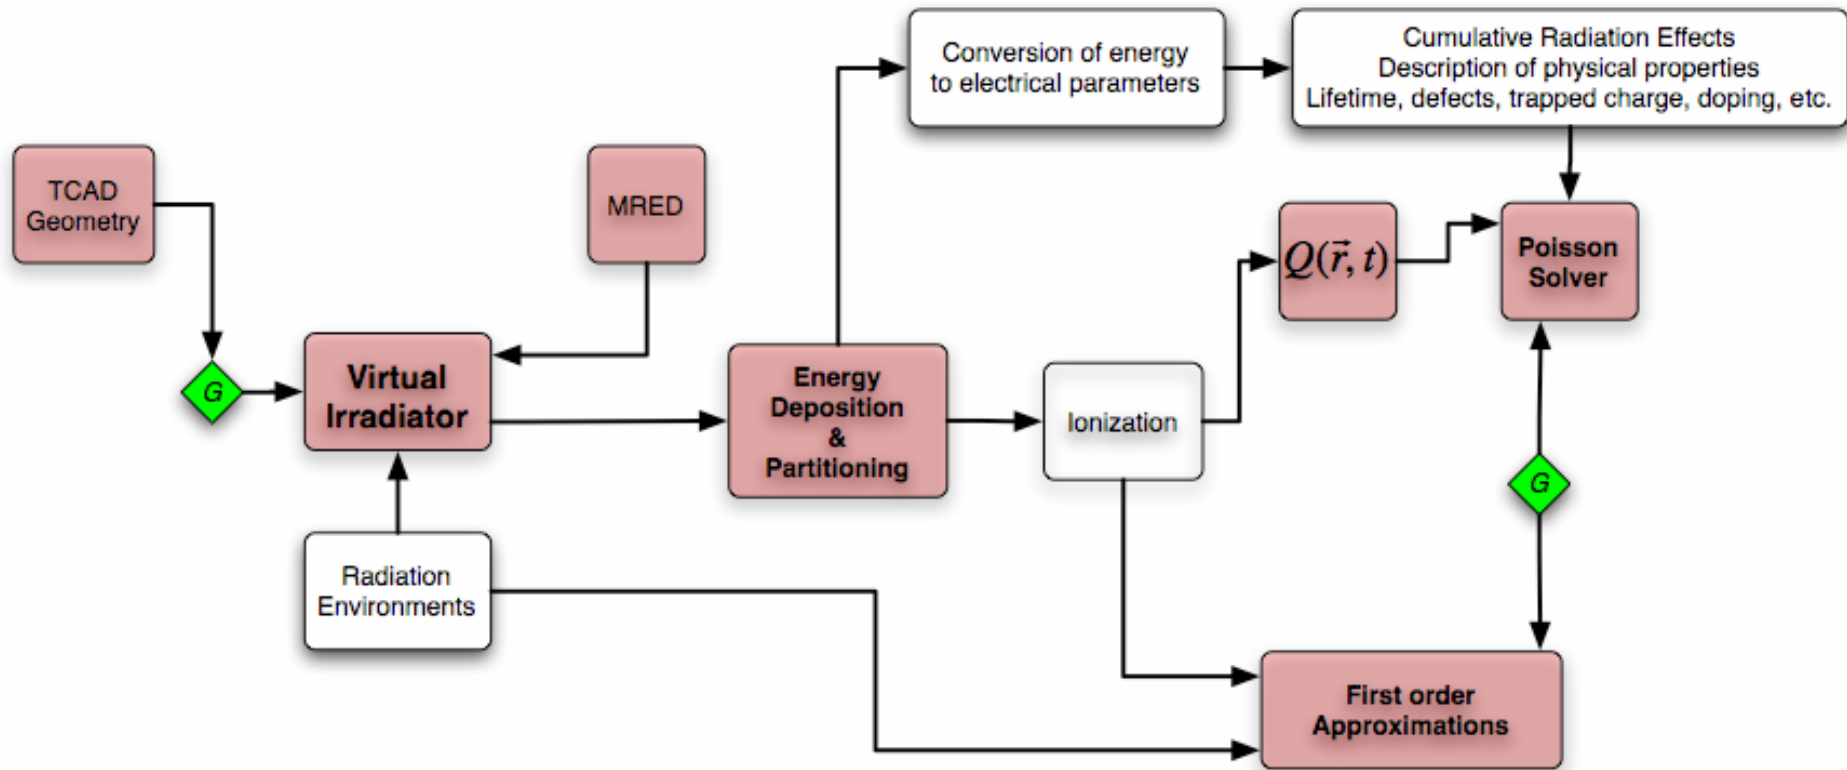 Conversion of energy
to electrical parameters
Cumulative Radiation Effects
Description of physical properties
Lifetime, defects, trapped charge, doping, etc.
TCAD
Geometry
MRED
Q(r⃗, t)
Poisson
Solver
G
Virtual
Irradiator
Energy
Deposition
&
Partitioning
Ionization
G
Radiation
Environments
First order
Approximations